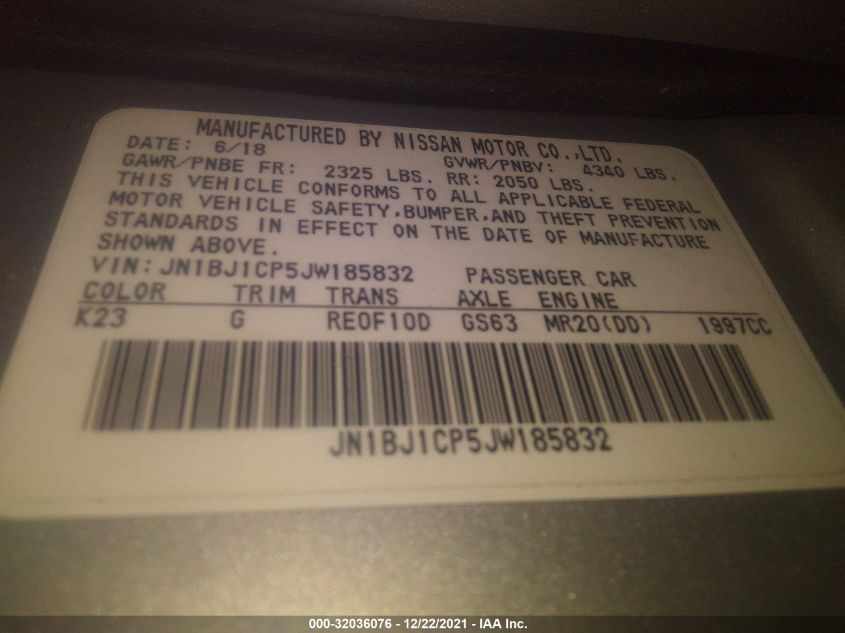 MANUFACTURED BY NISSAN MOTOR CO.,LTD.
DATE: 6/18 GVWR/PNBV: 4340 LBS.
GAWR/PNBE FR: 2325 LBS. RR: 2050 LBS.
THIS VEHICLE CONFORMS TO ALL APPLICABLE FEDERAL
MOTOR VEHICLE SAFETY,BUMPER,AND THEFT PREVENTION
STANDARDS IN EFFECT ON THE DATE OF MANUFACTURE
SHOWN ABOVE.
VIN: JN1BJ1CP5JW185832 PASSENGER CAR
COLOR TRIM TRANS AXLE ENGINE
K23 G RE0F10D GS63 MR20(DD) 1997CC
JN1BJ1CP5JW185832
000-32036076 - 12/22/2021 - IAA Inc.